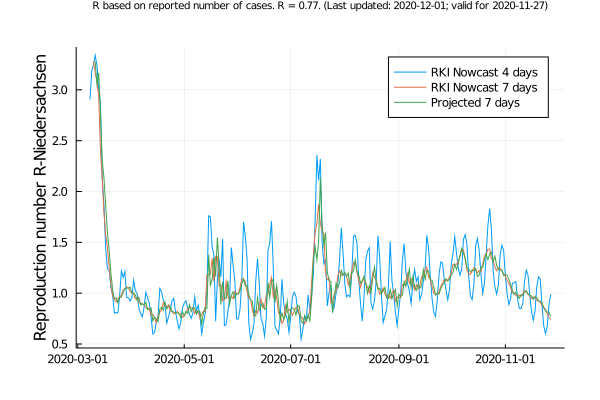 R based on reported number of cases. R = 0.77. (Last updated: 2020-12-01; valid for 2020-11-27)
Reproduction number R-Niedersachsen
3.0
2.5
2.0
1.5
1.0
0.5
RKI Nowcast 4 days
RKI Nowcast 7 days
Projected 7 days
2020-03-01 2020-05-01 2020-07-01 2020-09-01 2020-11-01